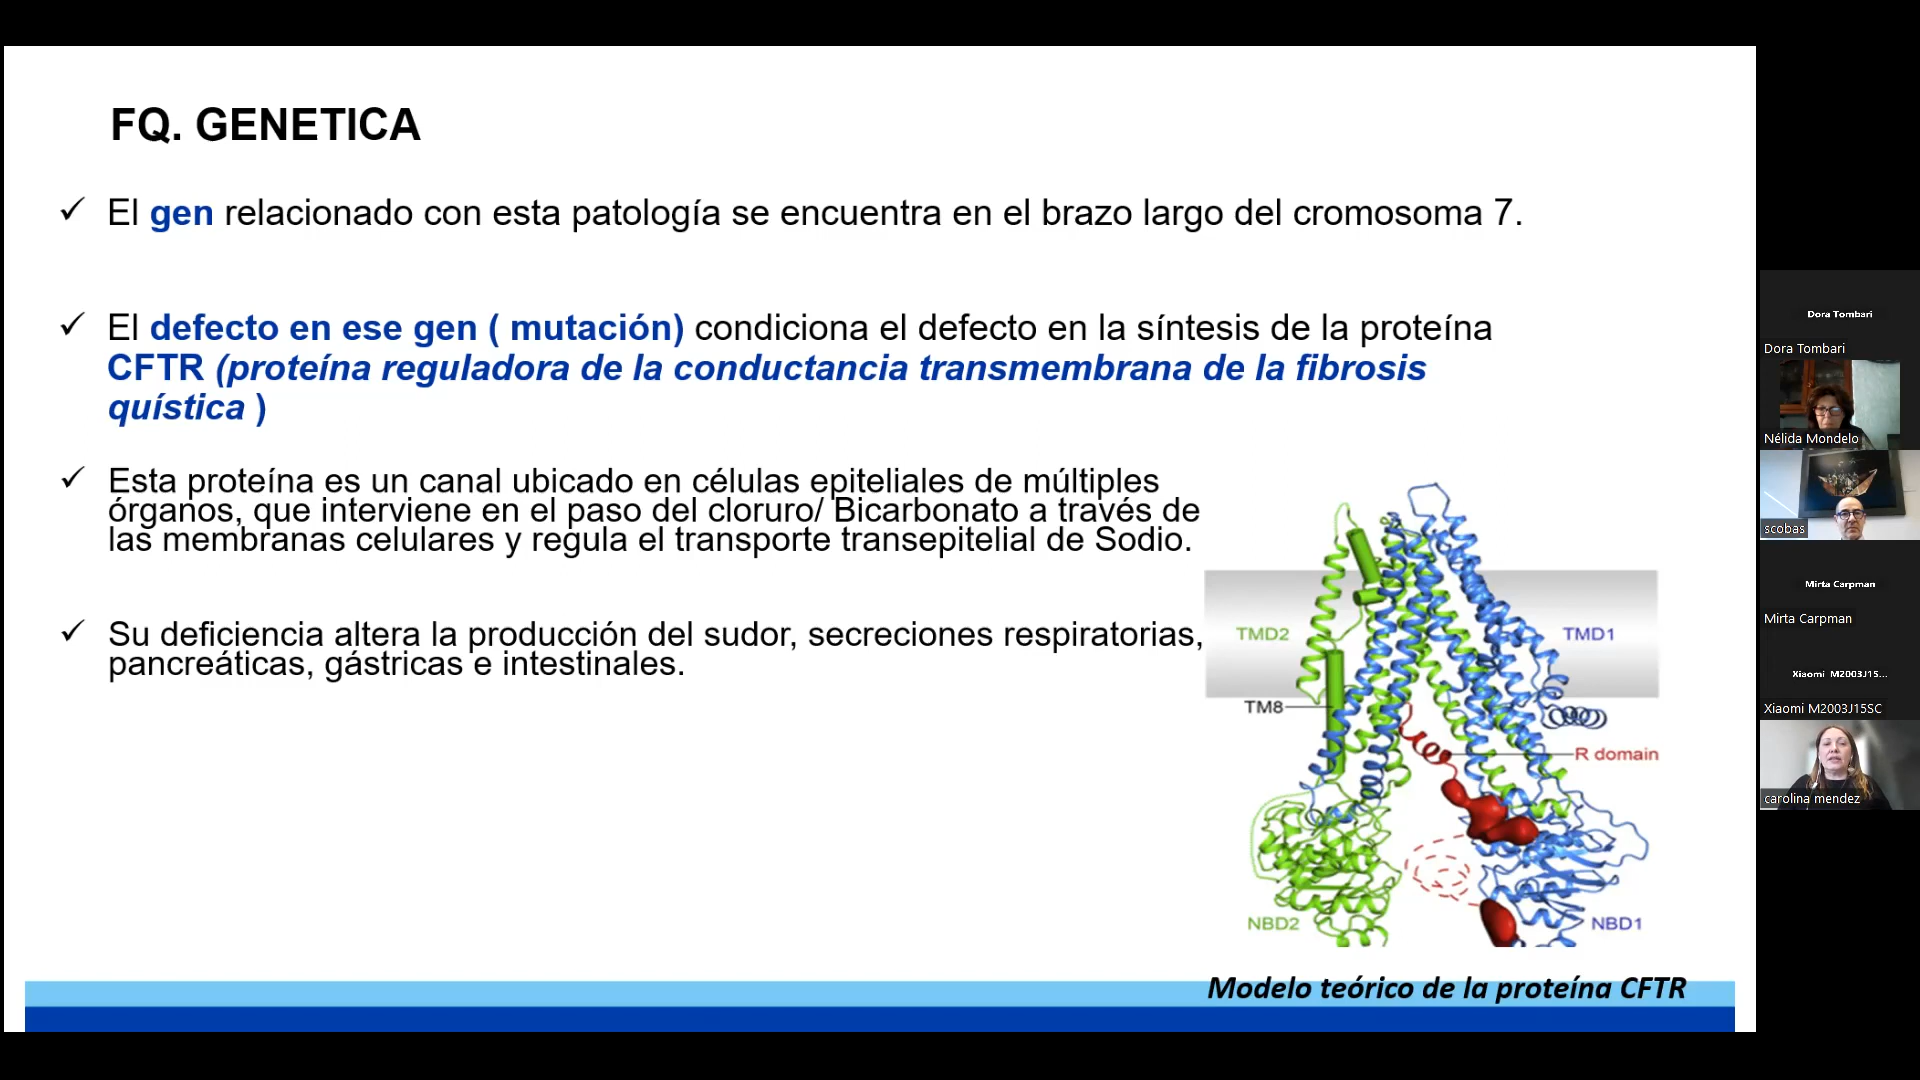 FQ. GENETICA
✓ El gen relacionado con esta patología se encuentra en el brazo largo del cromosoma 7.
✓ El defecto en ese gen ( mutación) condiciona el defecto en la síntesis de la proteína
CFTR (proteína reguladora de la conductancia transmembrana de la fibrosis
quística )
✓ Esta proteína es un canal ubicado en células epiteliales de múltiples
órganos, que interviene en el paso del cloruro/ Bicarbonato a través de
las membranas celulares y regula el transporte transepitelial de Sodio.
✓ Su deficiencia altera la producción del sudor, secreciones respiratorias,
pancreáticas, gástricas e intestinales.
TMD2
TMD1
TM8
R domain
NBD2
NBD1
Modelo teórico de la proteína CFTR
Dora Tombari
Dora Tombari
Nélida Mondelo
scobas
Mirta Carpman
Mirta Carpman
Xiaomi M2003J15...
Xiaomi M2003J15SC
carolina mendez